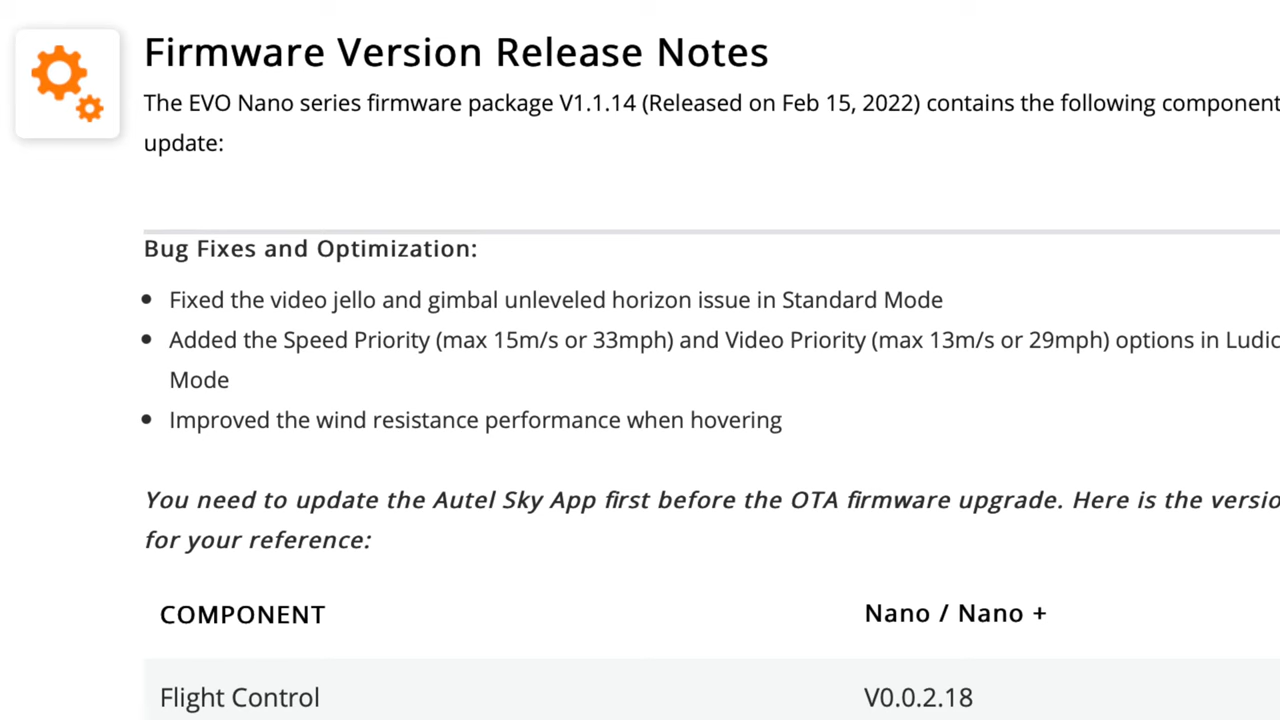 Firmware Version Release Notes
The EVO Nano series firmware package V1.1.14 (Released on Feb 15, 2022) contains the following component
update:
Bug Fixes and Optimization:
Fixed the video jello and gimbal unleveled horizon issue in Standard Mode
Added the Speed Priority (max 15m/s or 33mph) and Video Priority (max 13m/s or 29mph) options in Ludic
Mode
Improved the wind resistance performance when hovering
You need to update the Autel Sky App first before the OTA firmware upgrade. Here is the versio
for your reference:
COMPONENT Nano / Nano +
Flight Control V0.0.2.18